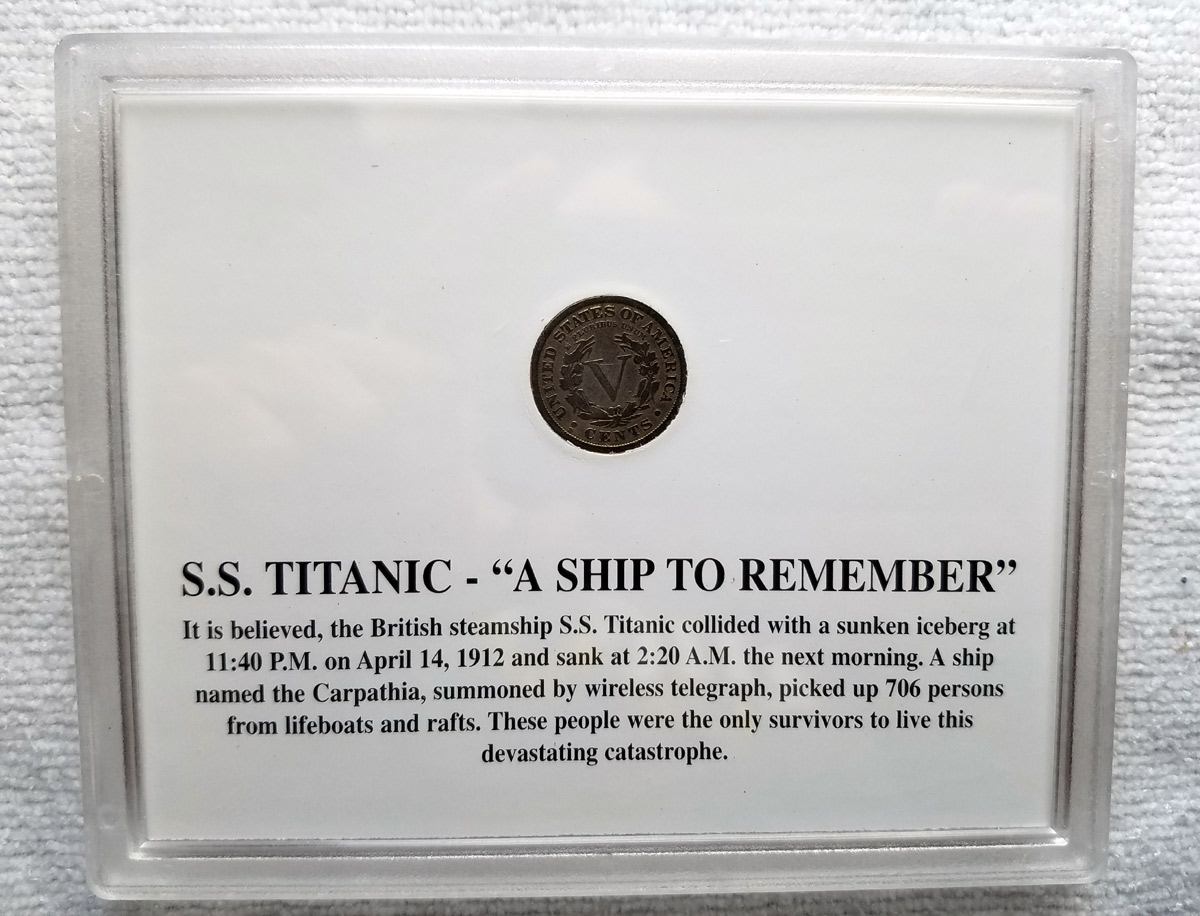 UNITED STATES OF AMERICA
E PLURIBUS UNUM
V
CENTS
S.S. TITANIC - “A SHIP TO REMEMBER”
It is believed, the British steamship S.S. Titanic collided with a sunken iceberg at
11:40 P.M. on April 14, 1912 and sank at 2:20 A.M. the next morning. A ship
named the Carpathia, summoned by wireless telegraph, picked up 706 persons
from lifeboats and rafts. These people were the only survivors to live this
devastating catastrophe.